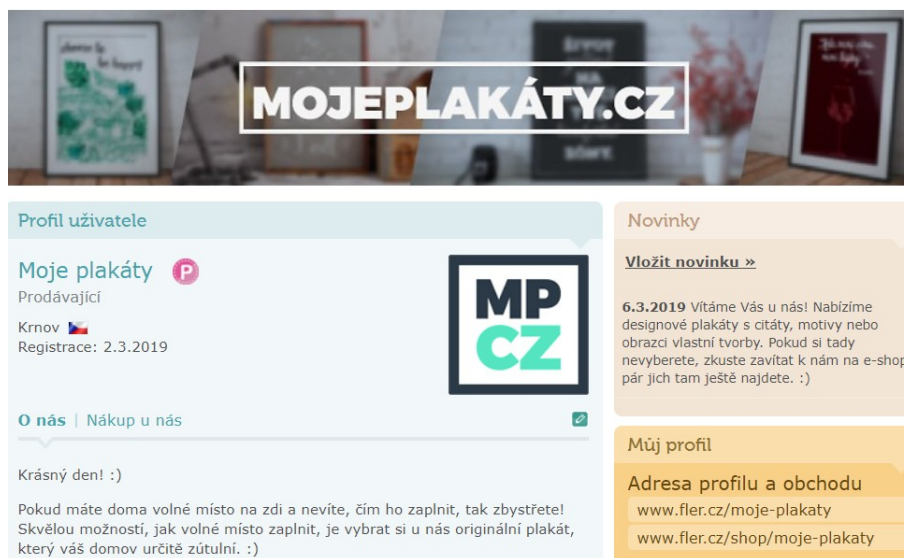 choose to
be happy
MOJEPLAKÁTY.CZ
Profil uživatele
Moje plakáty P
Prodávající
Krnov
Registrace: 2.3.2019
MP
CZ
O nás | Nákup u nás
Krásný den! :)
Pokud máte doma volné místo na zdi a nevíte, čím ho zaplnit, tak zbystřete!
Skvělou možností, jak volné místo zaplnit, je vybrat si u nás originální plakát,
který váš domov určitě zútulní. :)
Novinky
Vložit novinku »
6.3.2019 Vítáme Vás u nás! Nabízíme
designové plakáty s citáty, motivy nebo
obrazci vlastní tvorby. Pokud si tady
nevyberete, zkuste zavítat k nám na e-shop
pár jich tam ještě najdete. :)
Můj profil
Adresa profilu a obchodu
www.fler.cz/moje-plakaty
www.fler.cz/shop/moje-plakaty